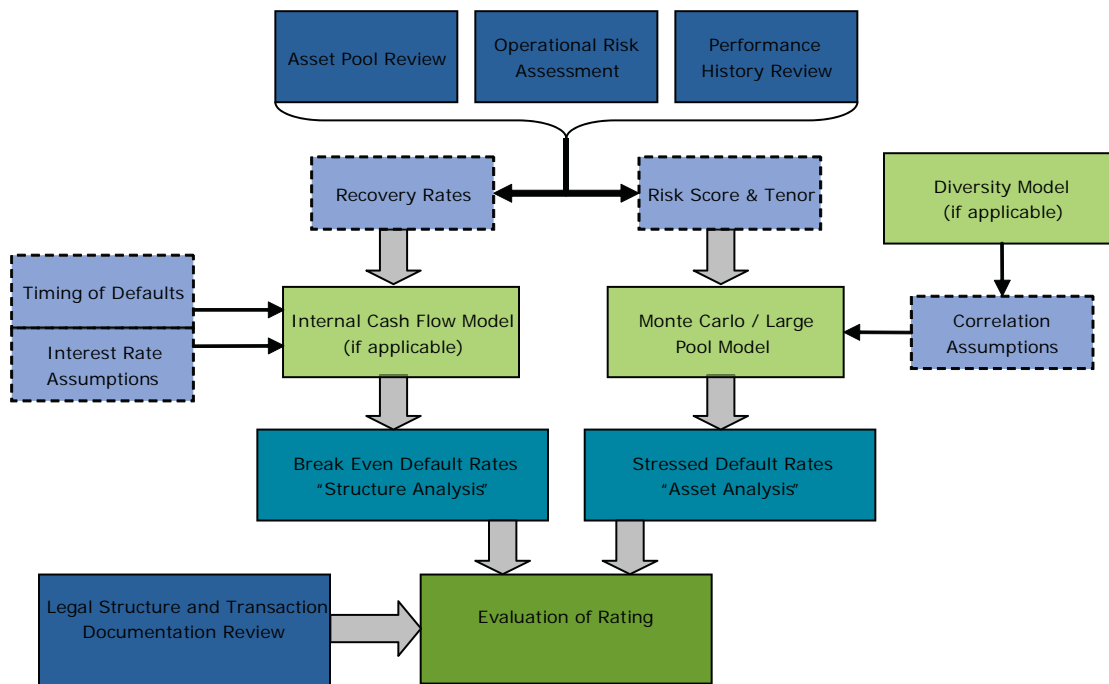 Asset Pool Review
Operational Risk
Assessment
Performance
History Review
Recovery Rates
Risk Score & Tenor
Diversity Model
(if applicable)
Timing of Defaults
Interest Rate
Assumptions
Internal Cash Flow Model
(if applicable)
Monte Carlo / Large
Pool Model
Correlation
Assumptions
Break Even Default Rates
“Structure Analysis”
Stressed Default Rates
“Asset Analysis”
Legal Structure and Transaction
Documentation Review
Evaluation of Rating